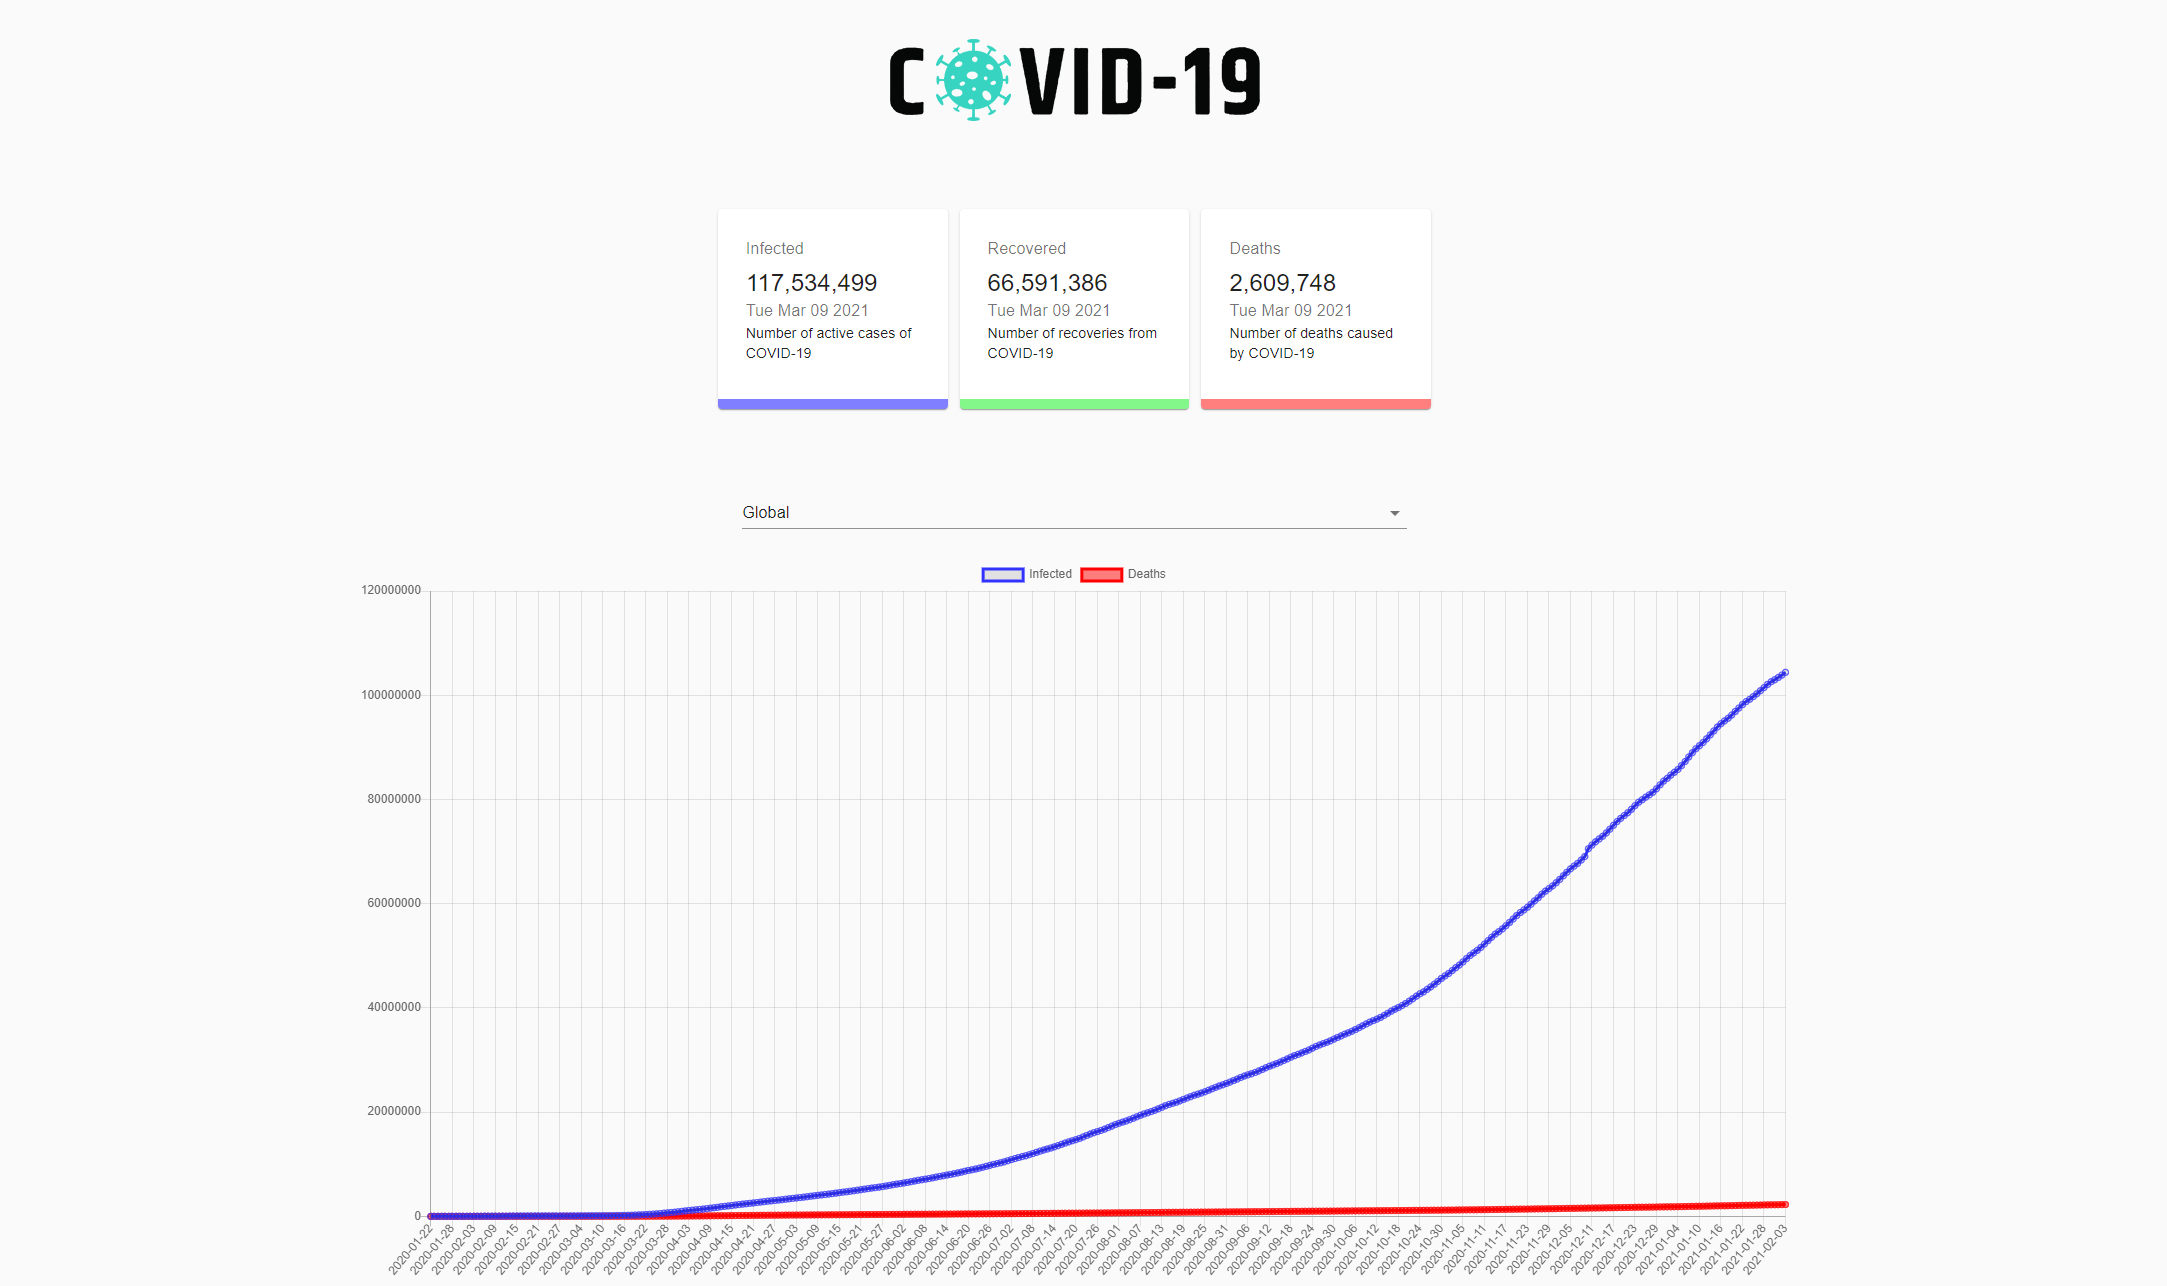 COVID-19
Infected
117,534,499
Tue Mar 09 2021
Number of active cases of
COVID-19
Recovered
66,591,386
Tue Mar 09 2021
Number of recoveries from
COVID-19
Deaths
2,609,748
Tue Mar 09 2021
Number of deaths caused
by COVID-19
Global
Infected Deaths
120000000
100000000
80000000
60000000
40000000
20000000
0
2020-01-22 2020-01-28 2020-02-03 2020-02-09 2020-02-15 2020-02-21 2020-02-27 2020-03-04 2020-03-10 2020-03-16 2020-03-22 2020-03-28 2020-04-03 2020-04-09 2020-04-15 2020-04-21 2020-04-27 2020-05-03 2020-05-09 2020-05-15 2020-05-21 2020-05-27 2020-06-02 2020-06-08 2020-06-14 2020-06-20 2020-06-26 2020-07-02 2020-07-08 2020-07-14 2020-07-20 2020-07-26 2020-08-01 2020-08-07 2020-08-13 2020-08-19 2020-08-25 2020-08-31 2020-09-06 2020-09-12 2020-09-18 2020-09-24 2020-09-30 2020-10-06 2020-10-12 2020-10-18 2020-10-24 2020-10-30 2020-11-05 2020-11-11 2020-11-17 2020-11-23 2020-11-29 2020-12-05 2020-12-11 2020-12-17 2020-12-23 2020-12-29 2021-01-04 2021-01-10 2021-01-16 2021-01-22 2021-01-28 2021-02-03